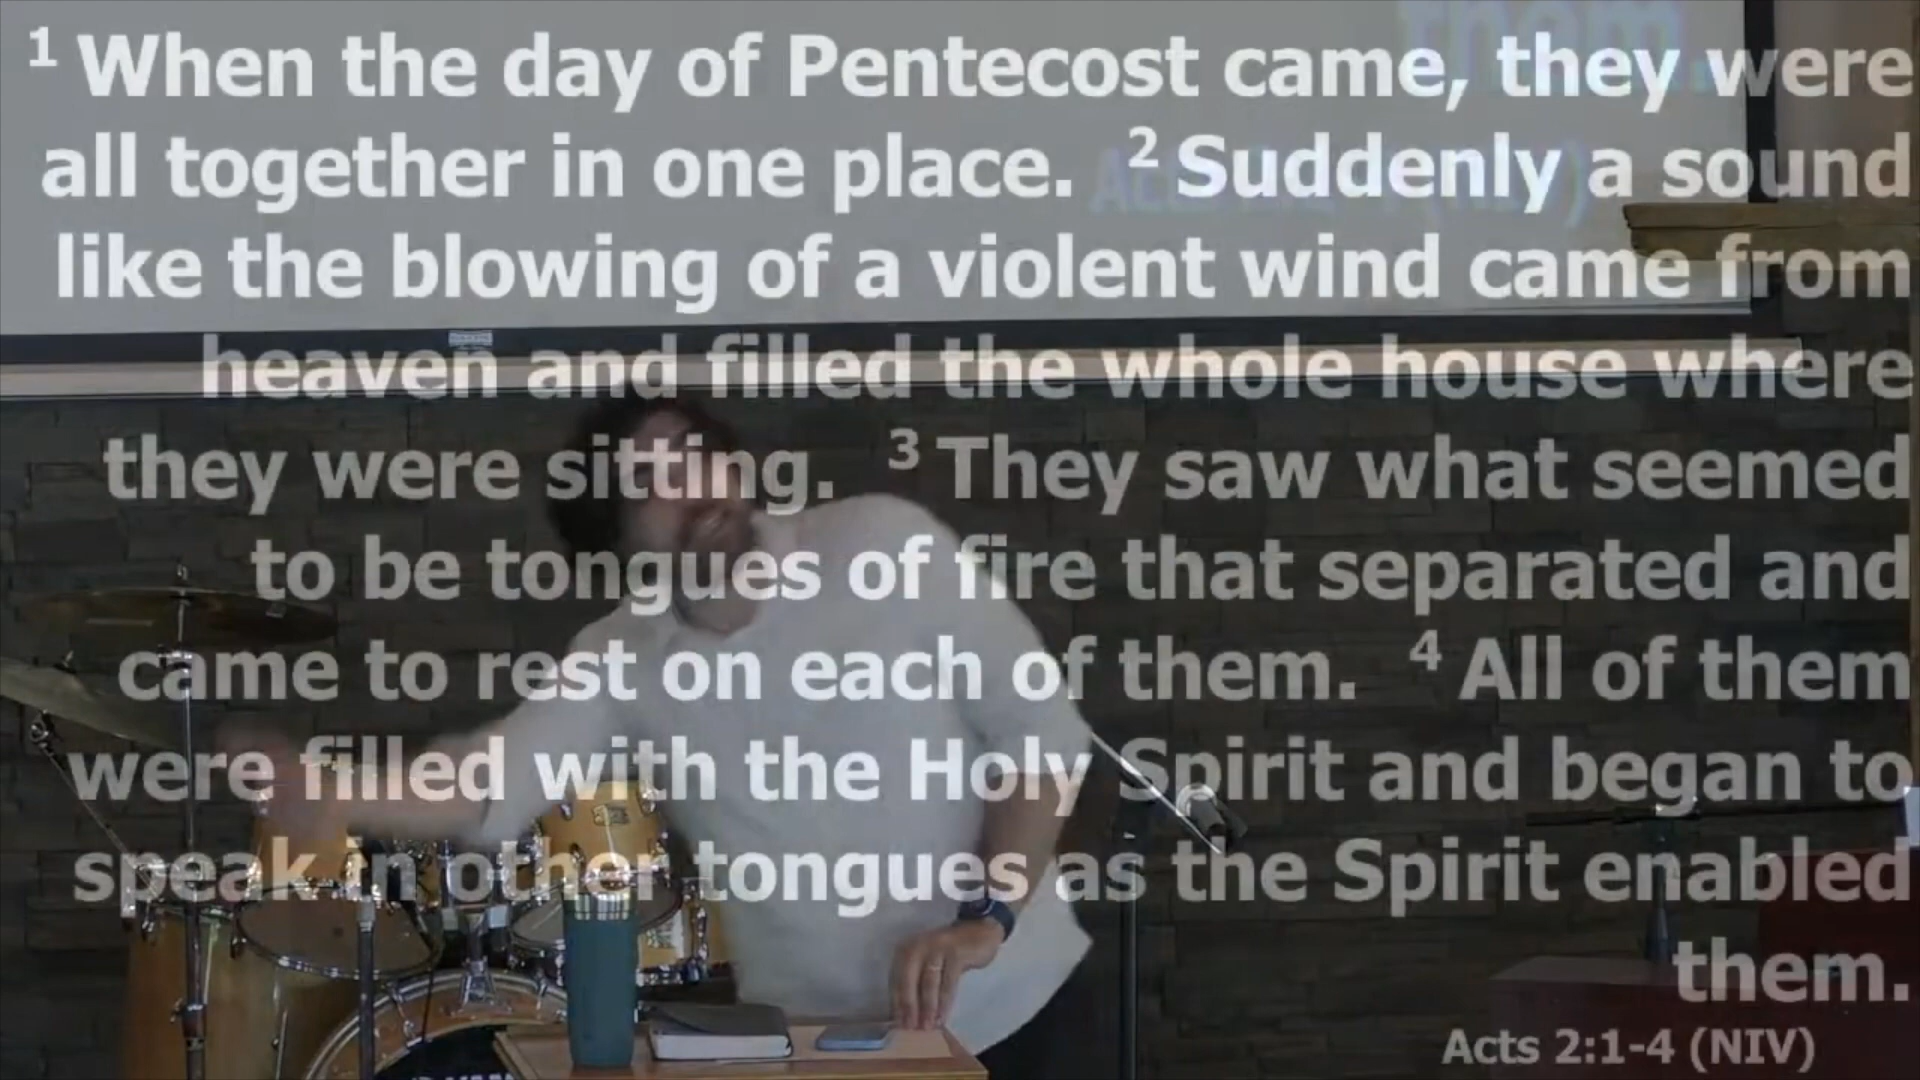 1 When the day of Pentecost came, they were
all together in one place. 2 Suddenly a sound
like the blowing of a violent wind came from
heaven and filled the whole house where
they were sitting. 3 They saw what seemed
to be tongues of fire that separated and
came to rest on each of them. 4 All of them
were filled with the Holy Spirit and began to
speak in other tongues as the Spirit enabled
them.
Acts 2:1-4 (NIV)